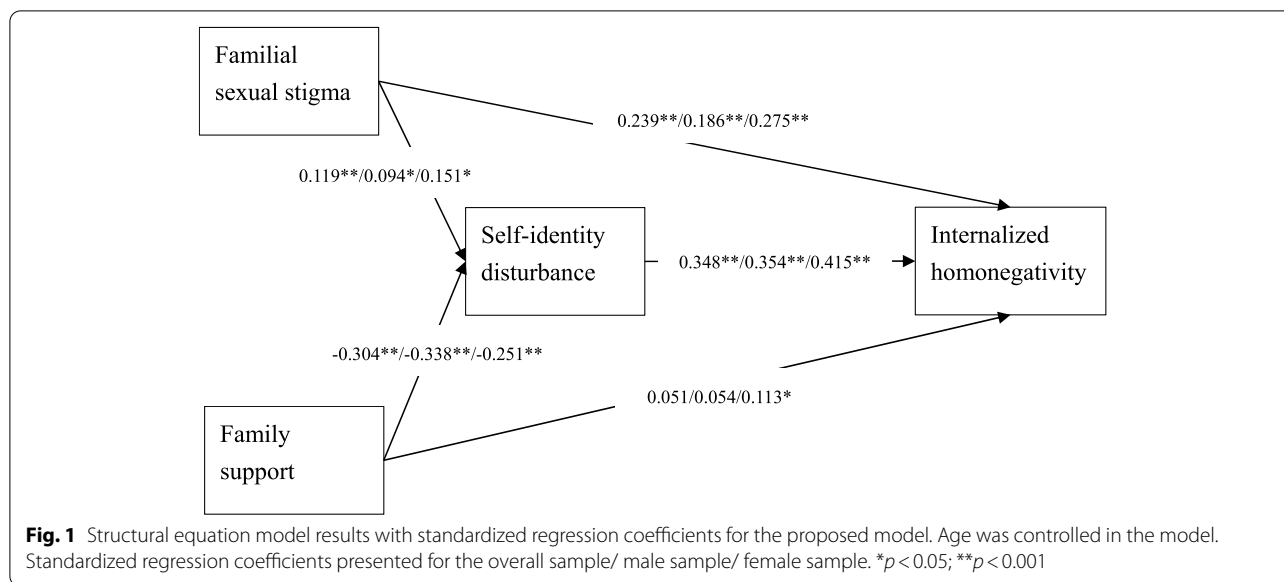 Familial
sexual stigma
0.239**/0.186**/0.275**
0.119**/0.094*/0.151*
Self-identity
disturbance
0.348**/0.354**/0.415**
Internalized
homonegativity
-0.304**/-0.338**/-0.251**
0.051/0.054/0.113*
Family
support
Fig. 1 Structural equation model results with standardized regression coefficients for the proposed model. Age was controlled in the model.
Standardized regression coefficients presented for the overall sample/ male sample/ female sample. *p < 0.05; **p < 0.001